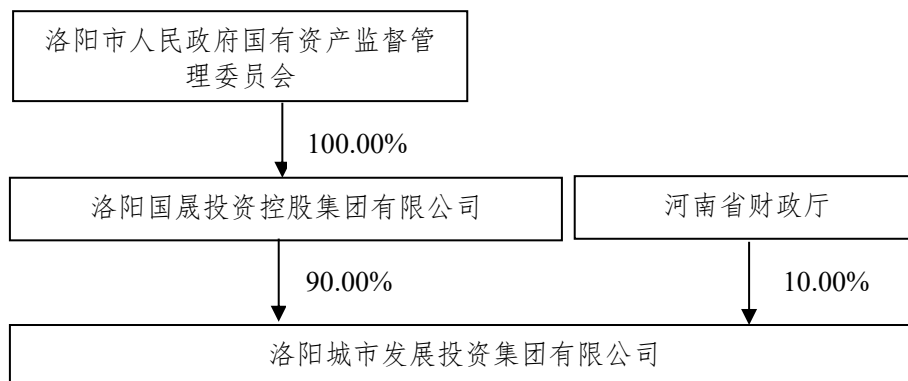 洛阳市人民政府国有资产监督管
理委员会
100.00%
洛阳国晟投资控股集团有限公司
河南省财政厅
90.00%
10.00%
洛阳城市发展投资集团有限公司